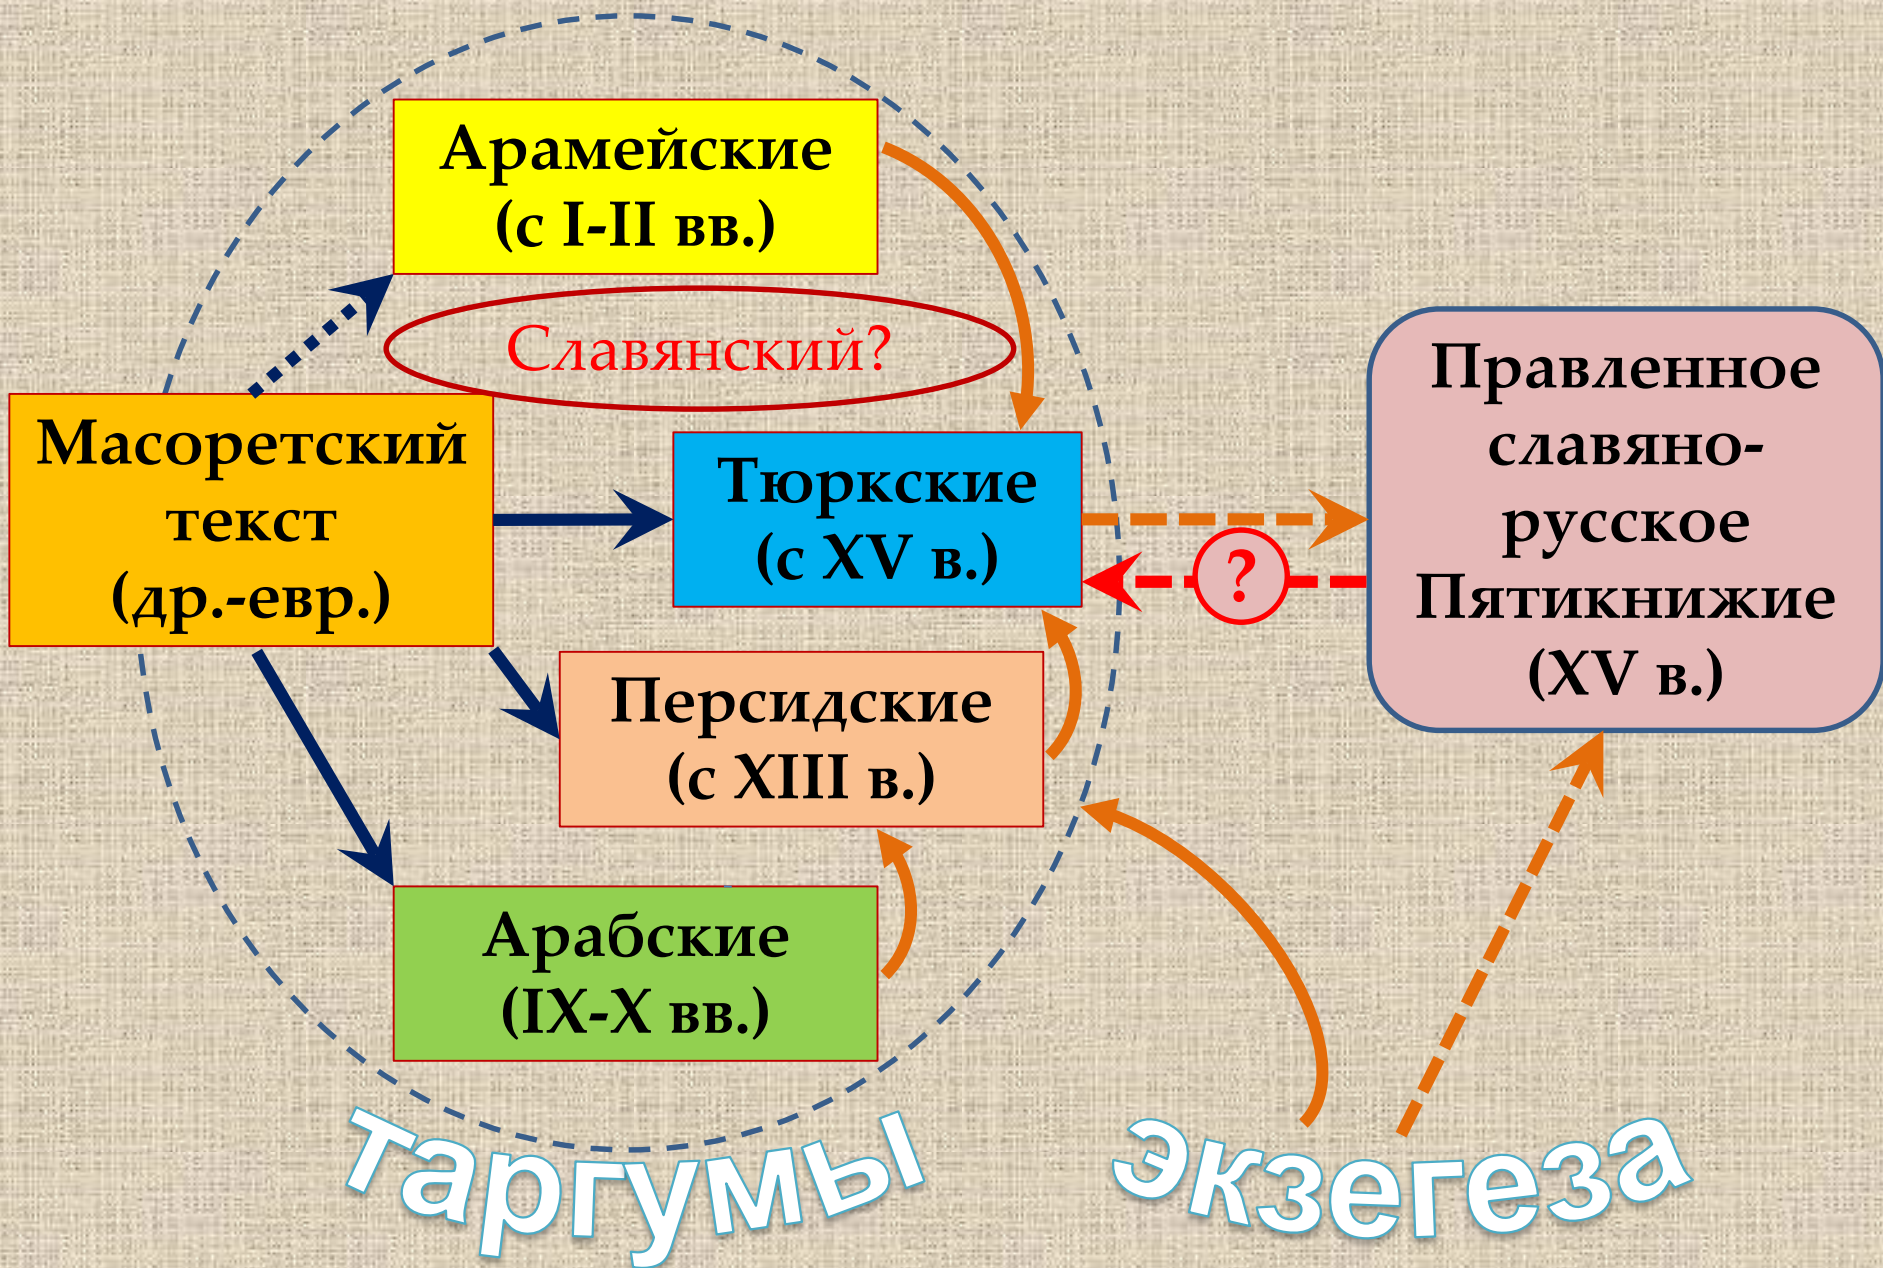 Арамейские
(с I-II вв.)
Славянский?
Масоретский
текст
(др.-евр.)
Тюркские
(с XV в.)
?
Правленное
славяно-
русское
Пятикнижие
(XV в.)
Персидские
(с XIII в.)
Арабские
(IX-X вв.)
таргумы
экзегеза